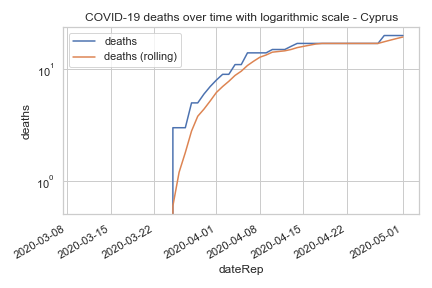 COVID-19 deaths over time with logarithmic scale - Cyprus
deaths
deaths (rolling)
10¹
10⁰
deaths
2020-03-08
2020-03-15
2020-03-22
2020-04-01
2020-04-08
2020-04-15
2020-04-22
2020-05-01
dateRep